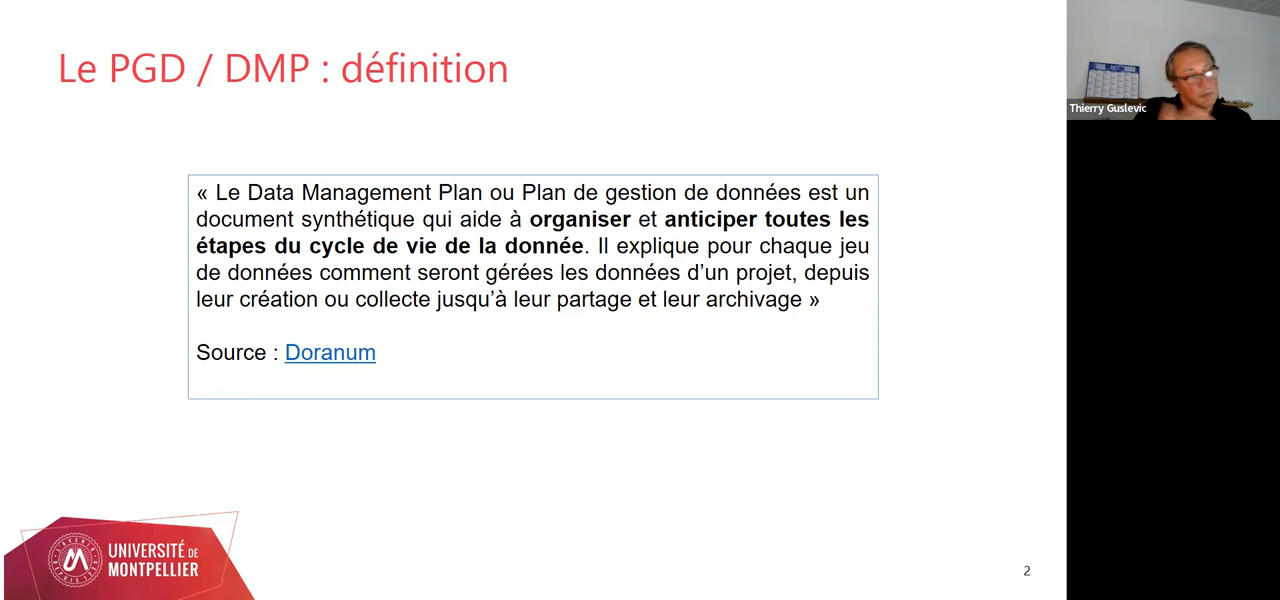 Le PGD / DMP : définition
Thierry Guslevic
« Le Data Management Plan ou Plan de gestion de données est un
document synthétique qui aide à organiser et anticiper toutes les
étapes du cycle de vie de la donnée. Il explique pour chaque jeu
de données comment seront gérées les données d'un projet, depuis
leur création ou collecte jusqu'à leur partage et leur archivage »
Source : Doranum
UNIVERSITÉ DE
MONTPELLIER
2